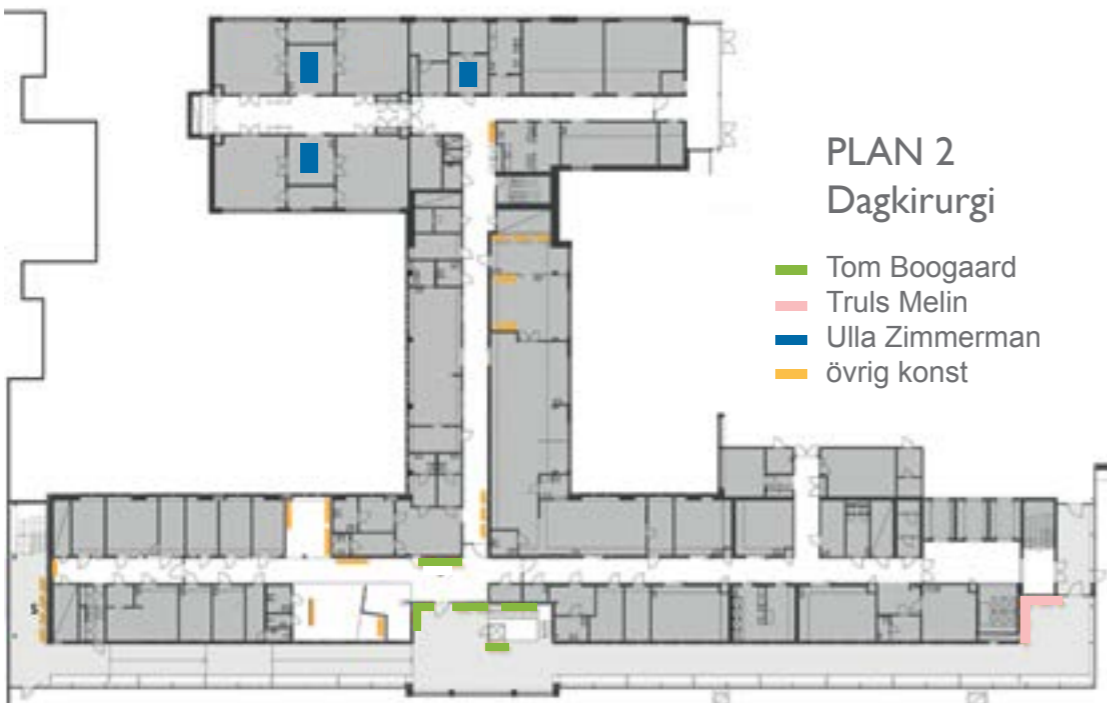 PLAN 2
Dagkirurgi
Tom Boogaard
Truls Melin
Ulla Zimmerman
övrig konst
S